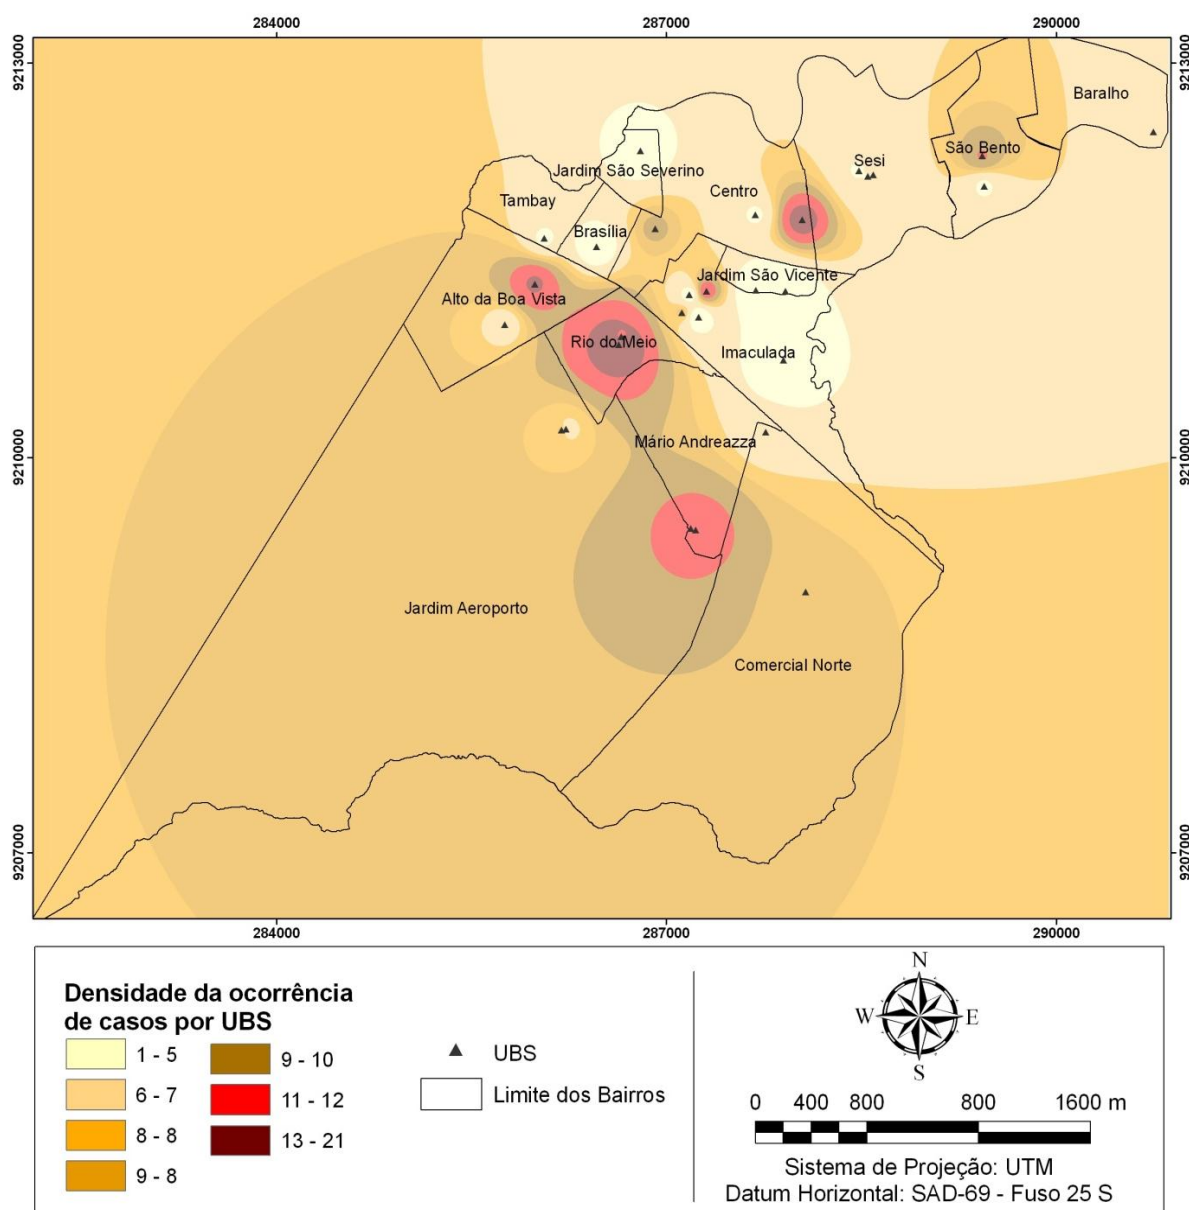 284000
287000
290000
9213000
9213000
Baralho
São Bento
Sesi
Jardim São Severino
Centro
Tambay
Brasília
Jardim São Vicente
Alto da Boa Vista
Rio do Meio
Imaculada
Mário Andreazza
9210000
9210000
Jardim Aeroporto
Comercial Norte
9207000
9207000
284000
287000
290000
Densidade da ocorrência
de casos por UBS
1 - 5
6 - 7
8 - 8
9 - 8
9 - 10
11 - 12
13 - 21
UBS
Limite dos Bairros
N
W
E
S
0 400 800 800 1600 m
Sistema de Projeção: UTM
Datum Horizontal: SAD-69 - Fuso 25 S